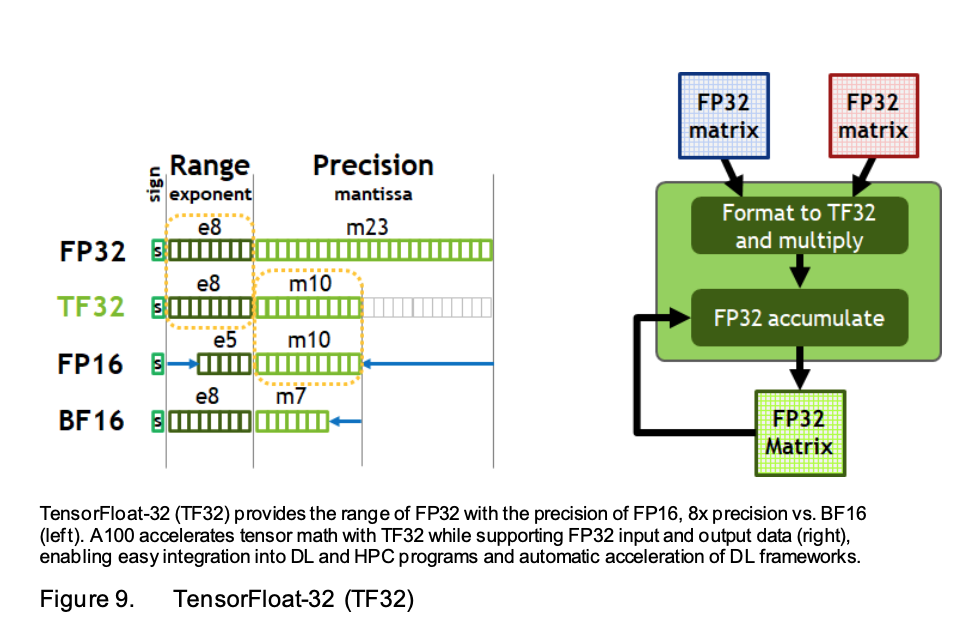 FP32
matrix
FP32
matrix
Range
Precision
sign
exponent
mantissa
e8
m23
FP32
s
e8
m10
TF32
s
e5
m10
FP16
s
e8
m7
BF16
s
Format to TF32
and multiply
FP32 accumulate
FP32
Matrix
TensorFloat-32 (TF32) provides the range of FP32 with the precision of FP16, 8x precision vs. BF16
(left). A100 accelerates tensor math with TF32 while supporting FP32 input and output data (right),
enabling easy integration into DL and HPC programs and automatic acceleration of DL frameworks.
Figure 9. TensorFloat-32 (TF32)